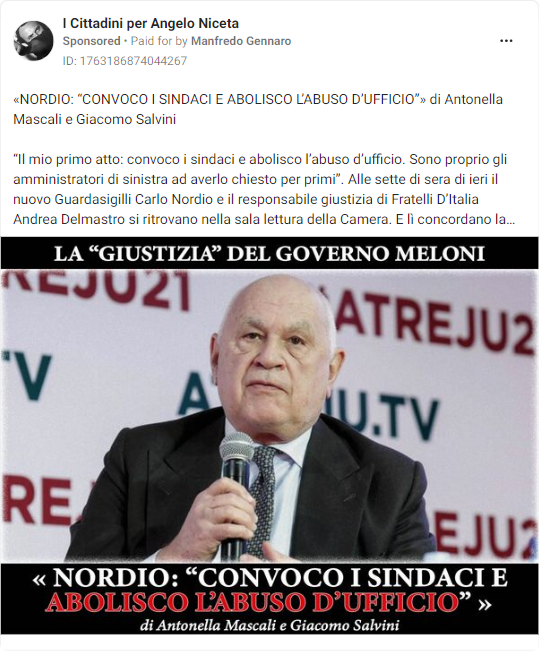 I Cittadini per Angelo Niceta
Sponsored • Paid for by Manfredo Gennaro
ID: 1763186874044267
«NORDIO: “CONVOCO I SINDACI E ABOLISCO L’ABUSO D’UFFICIO”» di Antonella
Mascali e Giacomo Salvini
“Il mio primo atto: convoco i sindaci e abolisco l’abuso d’ufficio. Sono proprio gli
amministratori di sinistra ad averlo chiesto per primi”. Alle sette di sera di ieri il
nuovo Guardasigilli Carlo Nordio e il responsabile giustizia di Fratelli D’Italia
Andrea Delmastro si ritrovano nella sala lettura della Camera. E lì concordano la...
LA “GIUSTIZIA” DEL GOVERNO MELONI
REJU21
ATREJU2
TV
A
U.TV
RE
EJU2
« NORDIO: “CONVOCO I SINDACI E
ABOLISCO L’ABUSO D’UFFICIO” »
di Antonella Mascali e Giacomo Salvini